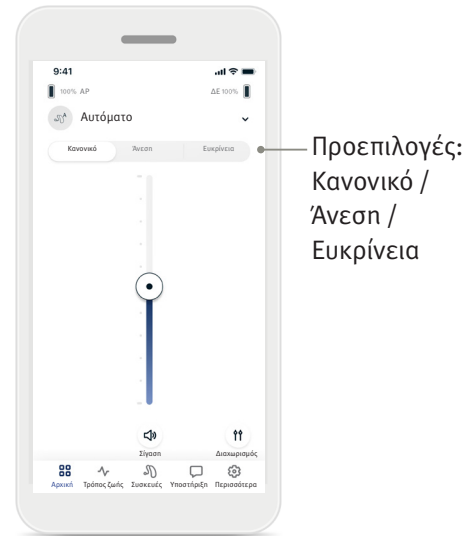 9:41
100% ΑΡ
ΔΕ 100%
Αυτόματο
Κανονικό Άνεση Ευκρίνεια
Προεπιλογές:
Κανονικό /
Άνεση /
Ευκρίνεια
Σίγαση Διαχωρισμός
Αρχική Τρόπος ζωής Συσκευές Υποστήριξη Περισσότερα